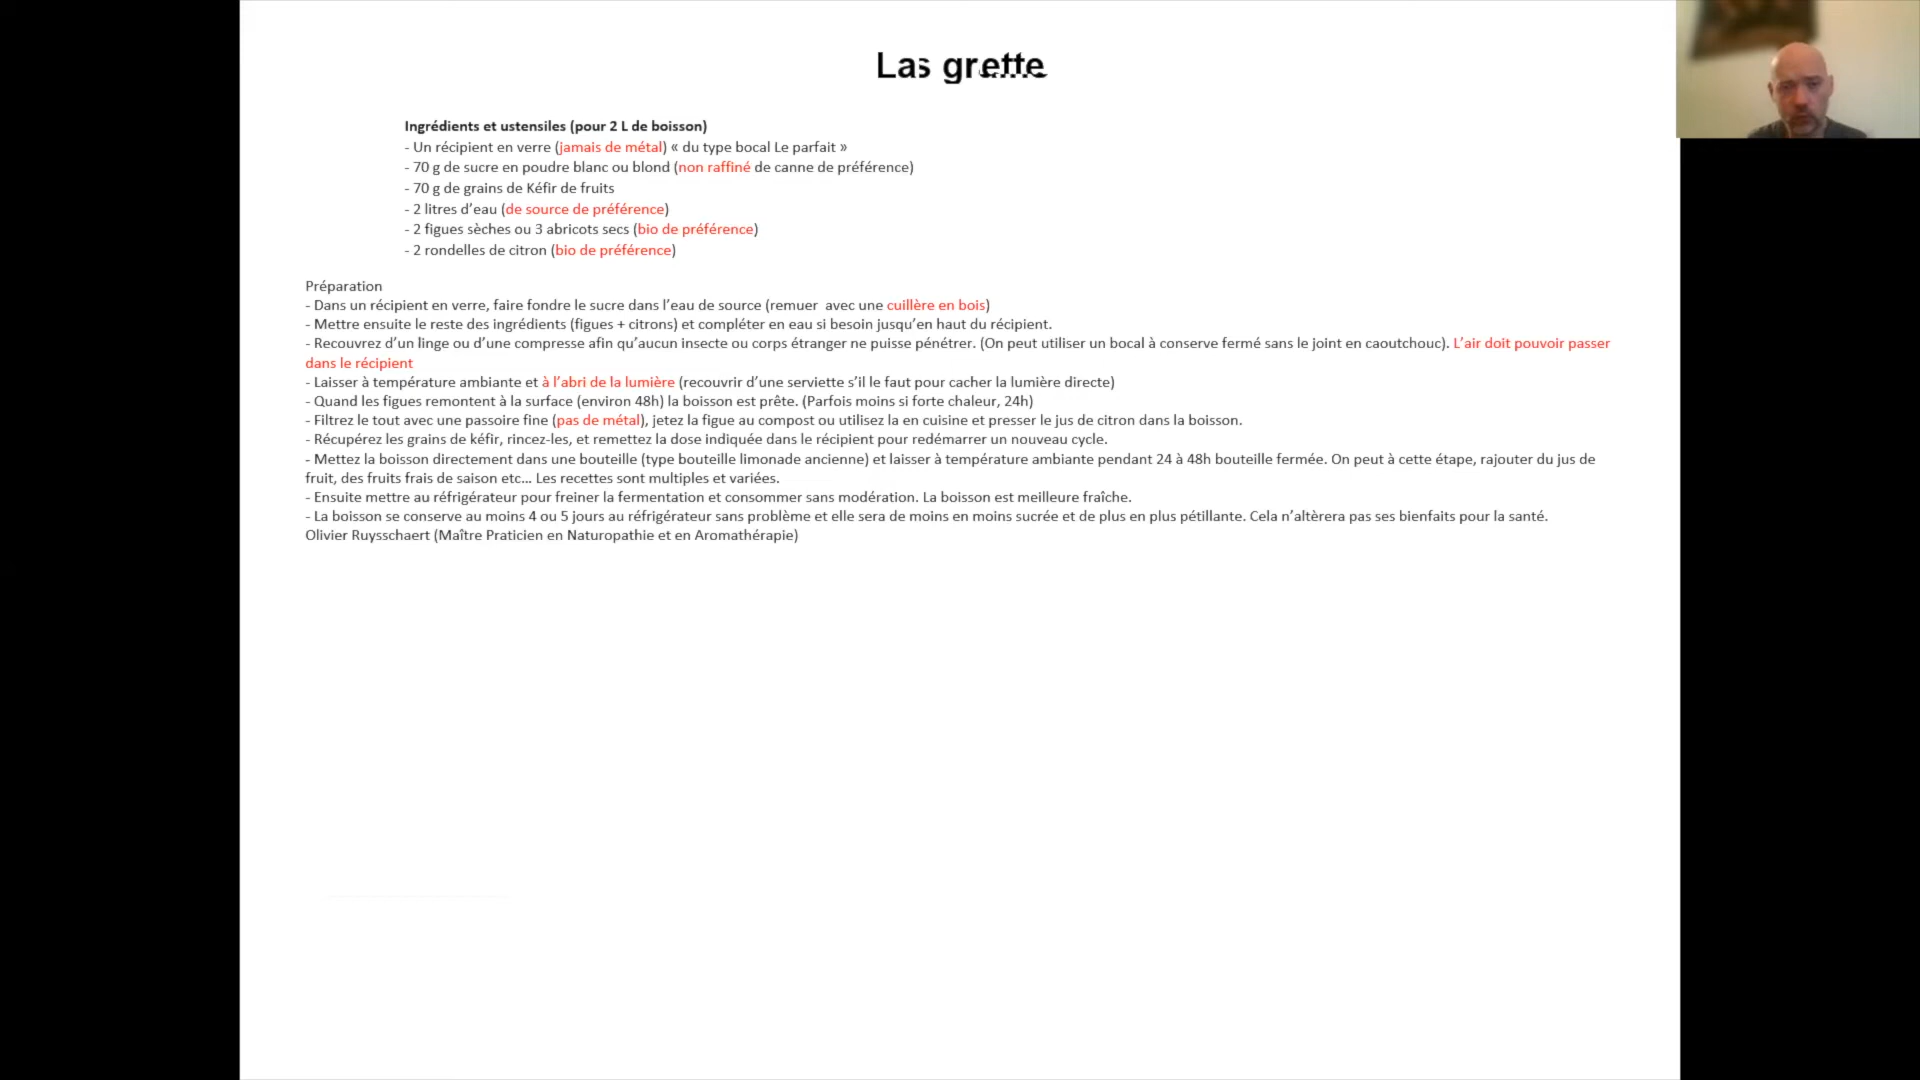 Ingrédients et ustensiles (pour 2 L de boisson)
- Un récipient en verre (jamais de métal) « du type bocal Le parfait »
- 70 g de sucre en poudre blanc ou blond (non raffiné de canne de préférence)
- 70 g de grains de Kéfir de fruits
- 2 litres d’eau (de source de préférence)
- 2 figues sèches ou 3 abricots secs (bio de préférence)
- 2 rondelles de citron (bio de préférence)
Préparation
- Dans un récipient en verre, faire fondre le sucre dans l’eau de source (remuer  avec une cuillère en bois)
- Mettre ensuite le reste des ingrédients (figues + citrons) et compléter en eau si besoin jusqu’en haut du récipient.
- Recouvrez d’un linge ou d’une compresse afin qu’aucun insecte ou corps étranger ne puisse pénétrer. (On peut utiliser un bocal à conserve fermé sans le joint en caoutchouc). L’air doit pouvoir passer
dans le récipient
- Laisser à température ambiante et à l’abri de la lumière (recouvrir d’une serviette s’il le faut pour cacher la lumière directe)
- Quand les figues remontent à la surface (environ 48h) la boisson est prête. (Parfois moins si forte chaleur, 24h)
- Filtrez le tout avec une passoire fine (pas de métal), jetez la figue au compost ou utilisez la en cuisine et presser le jus de citron dans la boisson.
- Récupérez les grains de kéfir, rincez-les, et remettez la dose indiquée dans le récipient pour redémarrer un nouveau cycle.
- Mettez la boisson directement dans une bouteille (type bouteille limonade ancienne) et laisser à température ambiante pendant 24 à 48h bouteille fermée. On peut à cette étape, rajouter du jus de
fruit, des fruits frais de saison etc… Les recettes sont multiples et variées.
- Ensuite mettre au réfrigérateur pour freiner la fermentation et consommer sans modération. La boisson est meilleure fraîche.
- La boisson se conserve au moins 4 ou 5 jours au réfrigérateur sans problème et elle sera de moins en moins sucrée et de plus en plus pétillante. Cela n’altèrera pas ses bienfaits pour la santé.
Olivier Ruysschaert (Maître Praticien en Naturopathie et en Aromathérapie)